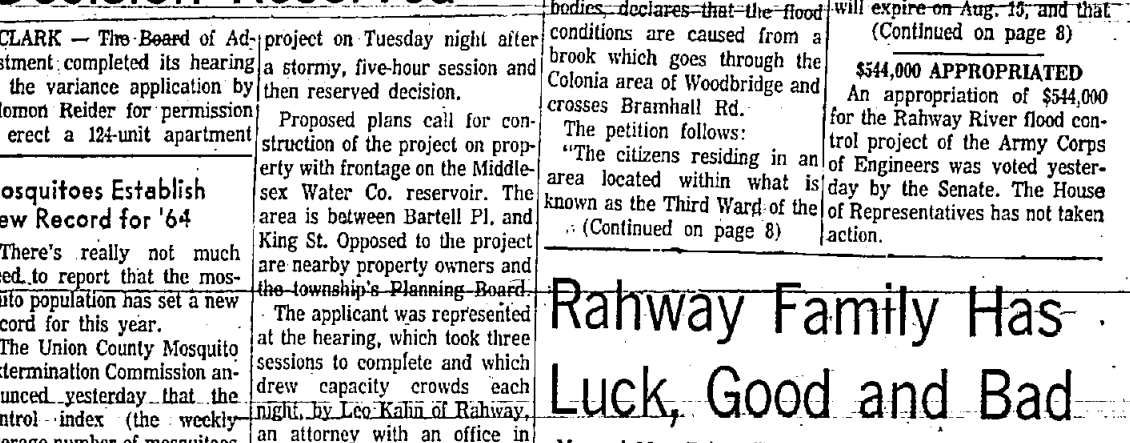 CLARK — The Board of Ad-
stment completed its hearing
the variance application by
lomon Reider for permission
erect a 124-unit apartment
osquitoes Establish
ew Record for '64
There's really not much
ed to report that the mos-
uito population has set a new
cord for this year.
The Union County Mosquito
termination Commission an-
unced yesterday that the
ntrol index (the weekly
erage number of mosquitoes
project on Tuesday night after
a stormy, five-hour session and
then reserved decision.
Proposed plans call for con-
struction of the project on prop-
erty with frontage on the Middle-
sex Water Co. reservoir. The
area is between Bartell Pl. and
King St. Opposed to the project
are nearby property owners and
the township's Planning Board.
The applicant was represented
at the hearing, which took three
sessions to complete and which
drew capacity crowds each
night, by Leo Kahn of Rahway,
an attorney with an office in
bodies, declares that the flood
conditions are caused from a
brook which goes through the
Colonia area of Woodbridge and
crosses Bramhall Rd.
The petition follows:
"The citizens residing in an
area located within what is
known as the Third Ward of the
(Continued on page 8)
will expire on Aug. 15, and that
(Continued on page 8)
$544,000 APPROPRIATED
An appropriation of $544,000
for the Rahway River flood con-
trol project of the Army Corps
of Engineers was voted yester-
day by the Senate. The House
of Representatives has not taken
action.
Rahway Family Has
Luck, Good and Bad